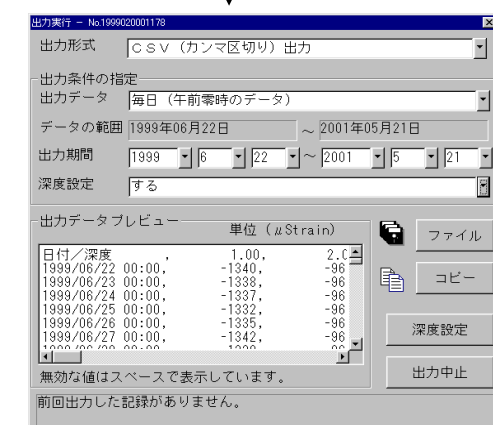 出力実行 - No.1999020001178
出力形式 CSV (カンマ区切り) 出力
出力条件の指定
出力データ 毎日 (午前零時のデータ)
データの範囲 1999年06月22日 ~ 2001年05月21日
出力期間 1999 6 22 ~ 2001 5 21
深度設定 する
出力データプレビュー 単位 (μStrain)
日付/深度 , 1.00, 2.0
1999/06/22 00:00, -1340, -96
1999/06/23 00:00, -1338, -96
1999/06/24 00:00, -1337, -96
1999/06/25 00:00, -1332, -96
1999/06/26 00:00, -1335, -96
1999/06/27 00:00, -1342, -96
無効な値はスペースで表示しています。
ファイル
コピー
深度設定
出力中止
前回出力した記録がありません。